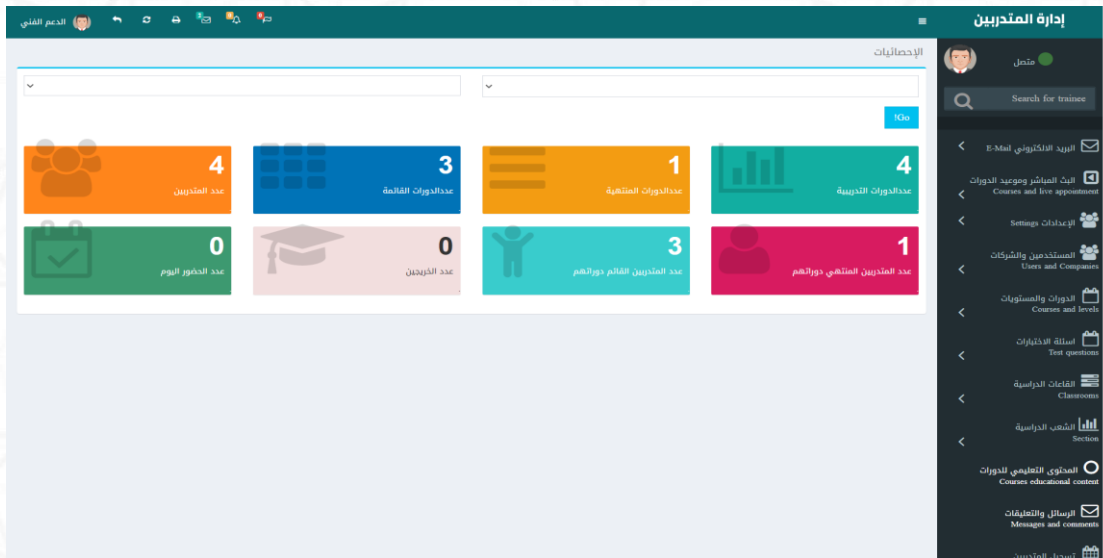 إدارة المتدربين
الدعم الفني
متصل
Search for trainee
البريد الالكتروني E-Mail
البث المباشر وموعيد الدورات
Courses and live appointment
الإعدادات Settings
المستخدمين والشركات
Users and Companies
الدورات والمستويات
Courses and levels
اسئلة الاختبارات
Test questions
القاعات الدراسية
Classrooms
الشعب الدراسية
Section
المحتوى التعليمي للدورات
Courses educational content
الرسائل والتعليقات
Messages and comments
تسجيل المتدربين
الإحصائيات
!Go
4
عددالدورات التدريبية
1
عددالدورات المنتهية
3
عددالدورات القائمة
4
عدد المتدربين
1
عدد المتدربين المنتهي دوراتهم
3
عدد المتدربين القائم دوراتهم
0
عدد الخريجين
0
عدد الحضور اليوم